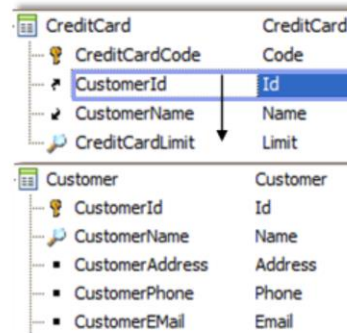 CreditCard CreditCard
CreditCardCode Code
CustomerId Id
CustomerName Name
CreditCardLimit Limit
Customer Customer
CustomerId Id
CustomerName Name
CustomerAddress Address
CustomerPhone Phone
CustomerEMail Email